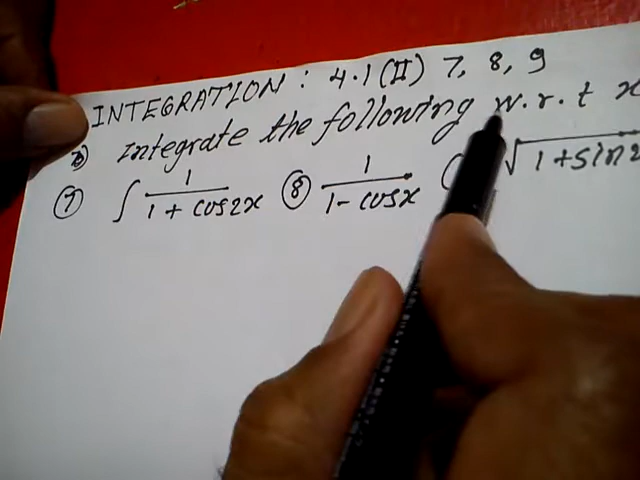 INTEGRATION : 4.1 (II) 7, 8, 9
Integrate the following w.r.t x
⑦ ∫ 1/(1 + cos2x) ⑧ 1/(1 - cosx) √(1+sin2